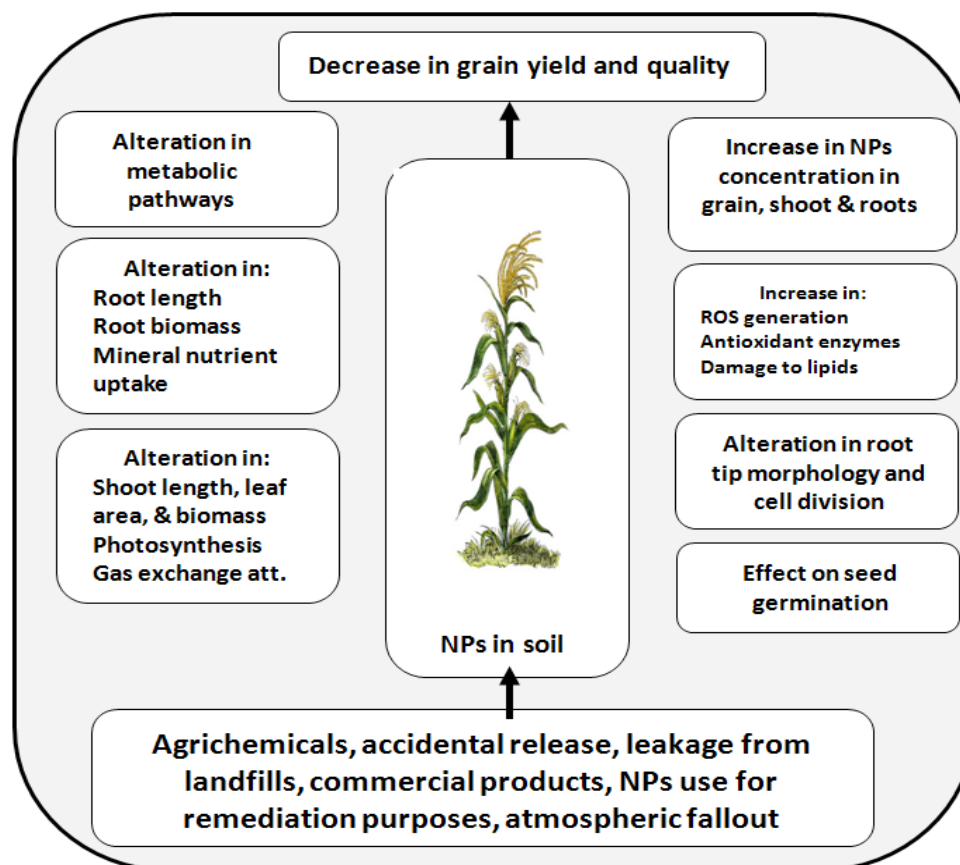 Decrease in grain yield and quality
Alteration in
metabolic
pathways
Alteration in:
Root length
Root biomass
Mineral nutrient
uptake
Alteration in:
Shoot length, leaf
area, & biomass
Photosynthesis
Gas exchange att.
NPs in soil
Increase in NPs
concentration in
grain, shoot & roots
Increase in:
ROS generation
Antioxidant enzymes
Damage to lipids
Alteration in root
tip morphology and
cell division
Effect on seed
germination
Agrichemicals, accidental release, leakage from
landfills, commercial products, NPs use for
remediation purposes, atmospheric fallout